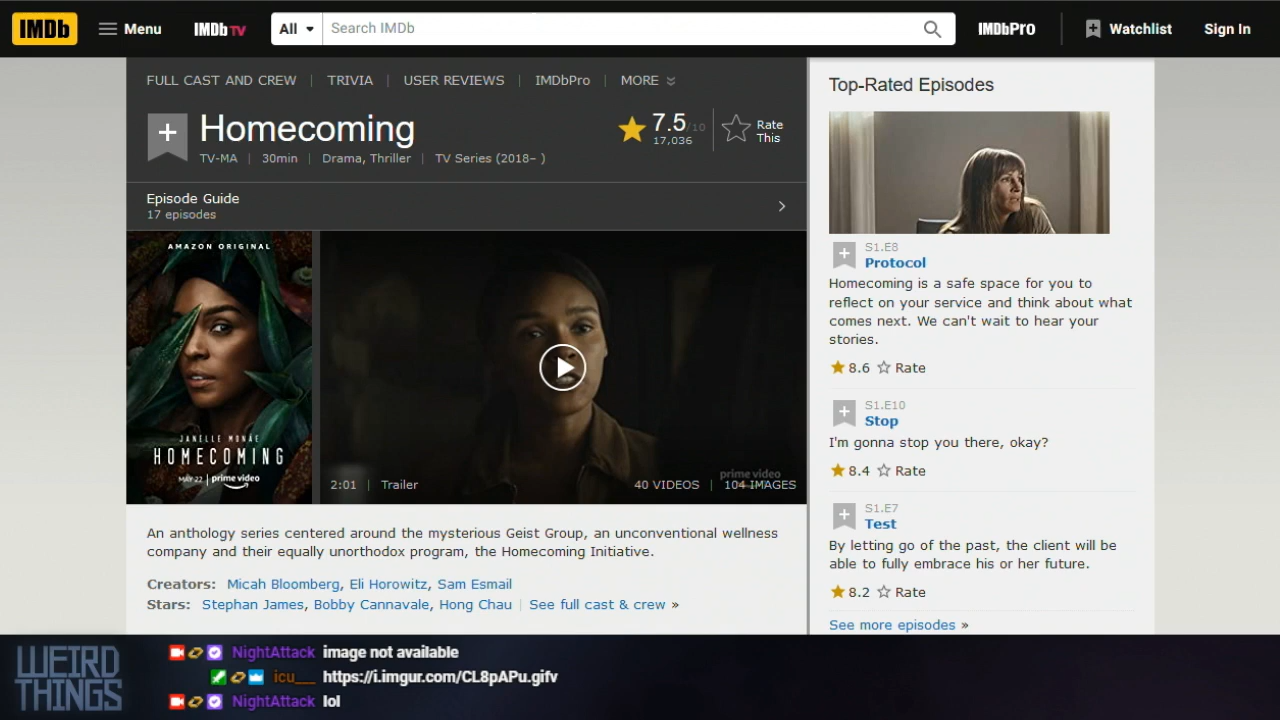 IMDb
Menu
IMDb TV
All
Search IMDb
IMDbPRO
Watchlist
Sign In
FULL CAST AND CREW | TRIVIA | USER REVIEWS | IMDbPro | MORE
Homecoming
7.5/10
17,036
Rate This
TV-MA | 30min | Drama, Thriller | TV Series (2018– )
Episode Guide
17 episodes
AMAZON ORIGINAL
JANELLE MONÁE
HOMECOMING
MAY 22 | prime video
prime video
2:01 | Trailer
40 VIDEOS | 104 IMAGES
An anthology series centered around the mysterious Geist Group, an unconventional wellness
company and their equally unorthodox program, the Homecoming Initiative.
Creators: Micah Bloomberg, Eli Horowitz, Sam Esmail
Stars: Stephan James, Bobby Cannavale, Hong Chau | See full cast & crew »
Top-Rated Episodes
S1.E8
Protocol
Homecoming is a safe space for you to
reflect on your service and think about what
comes next. We can't wait to hear your
stories.
8.6 Rate
S1.E10
Stop
I'm gonna stop you there, okay?
8.4 Rate
S1.E7
Test
By letting go of the past, the client will be
able to fully embrace his or her future.
8.2 Rate
See more episodes »
WEIRD
THINGS
NightAttack image not available
icu__ https://i.imgur.com/CL8pAPu.gifv
NightAttack lol